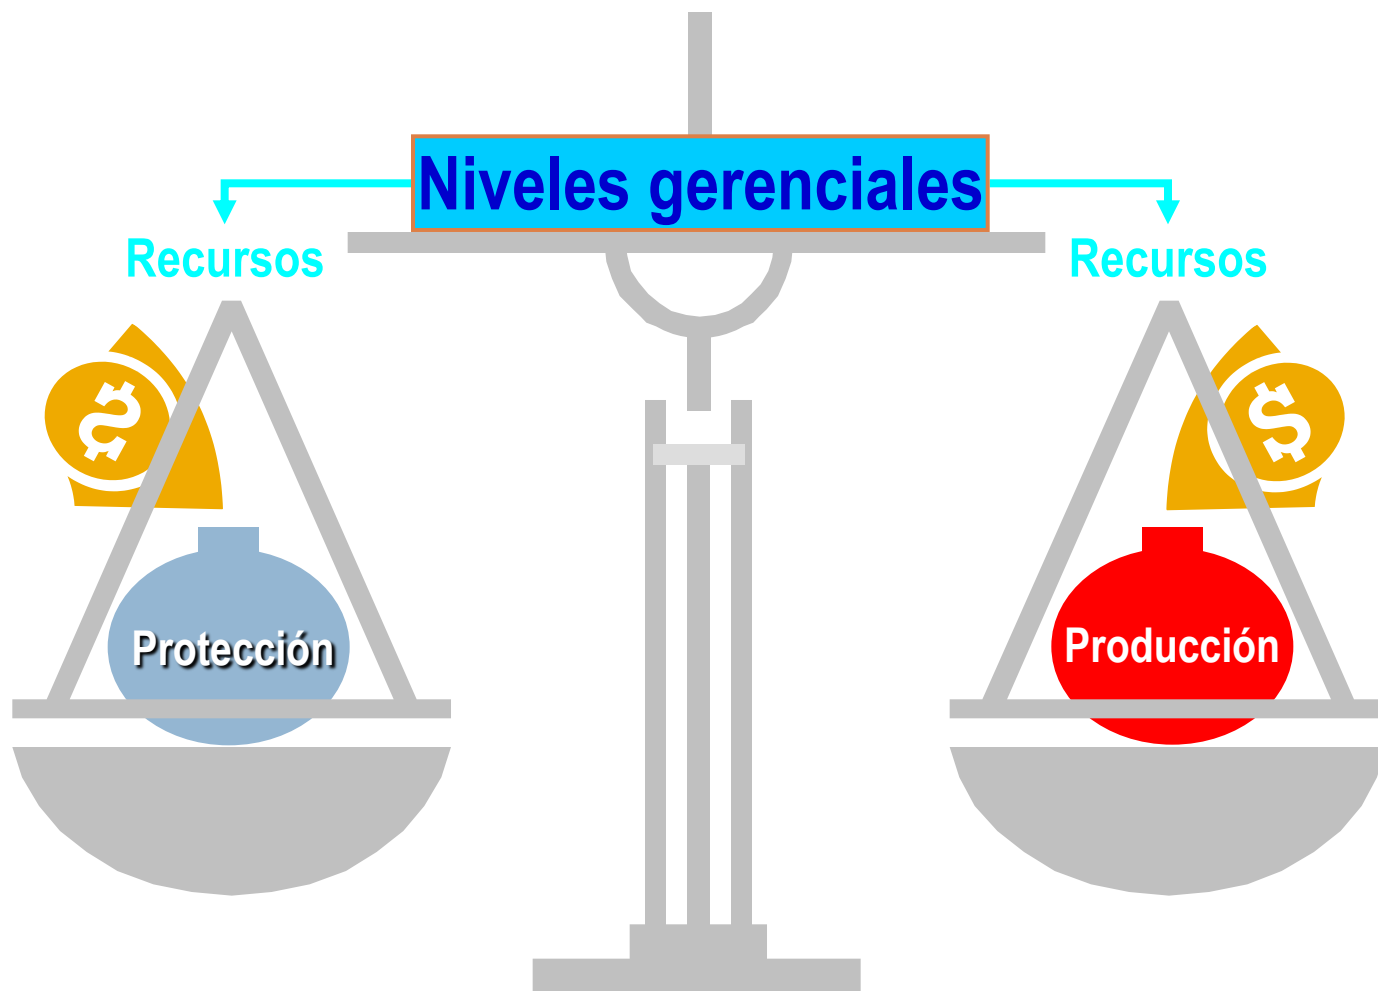 Niveles gerenciales
Recursos
Recursos
$
$
Protección
Producción